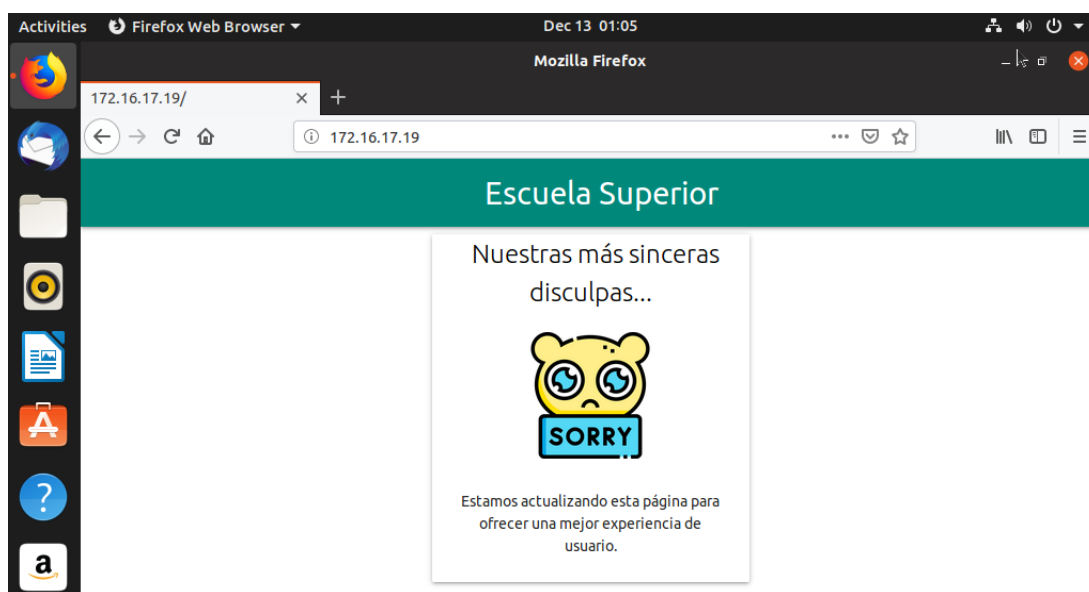 Activities Firefox Web Browser Dec 13 01:05
Mozilla Firefox
172.16.17.19/
172.16.17.19
Escuela Superior
Nuestras más sinceras
disculpas...
SORRY
Estamos actualizando esta página para
ofrecer una mejor experiencia de
usuario.